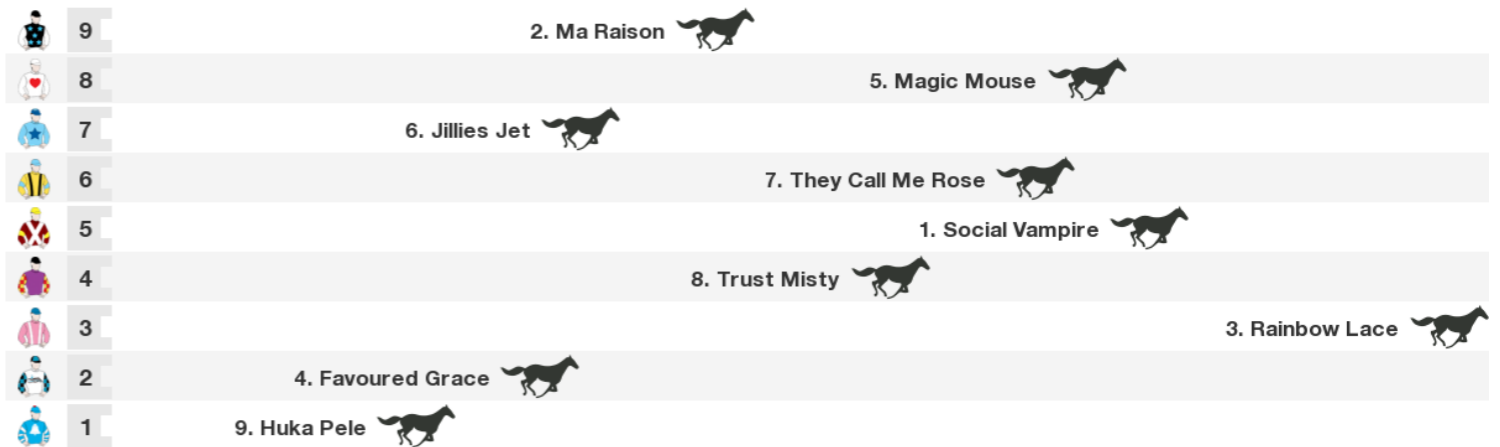 9 2. Ma Raison
8 5. Magic Mouse
7 6. Jillies Jet
6 7. They Call Me Rose
5 1. Social Vampire
4 8. Trust Misty
3 3. Rainbow Lace
2 4. Favoured Grace
1 9. Huka Pele